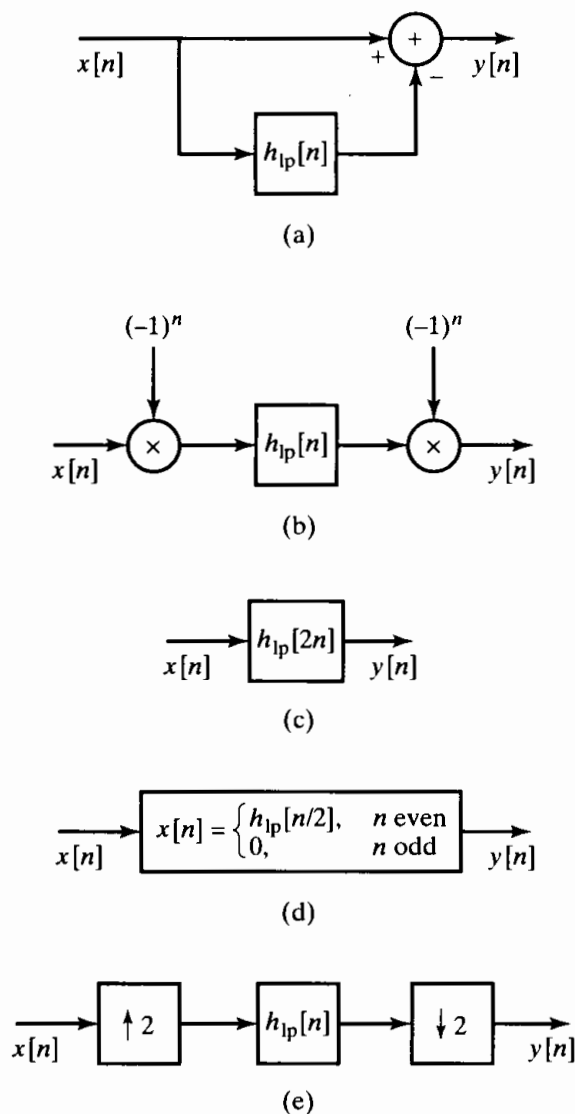 x[n] + + − y[n]
h_lp[n]
(a)
(−1)^n (−1)^n
x[n] × h_lp[n] × y[n]
(b)
x[n] h_lp[2n] y[n]
(c)
x[n] x[n] = { h_lp[n/2], n even y[n]
0, n odd
(d)
x[n] ↑ 2 h_lp[n] ↓ 2 y[n]
(e)